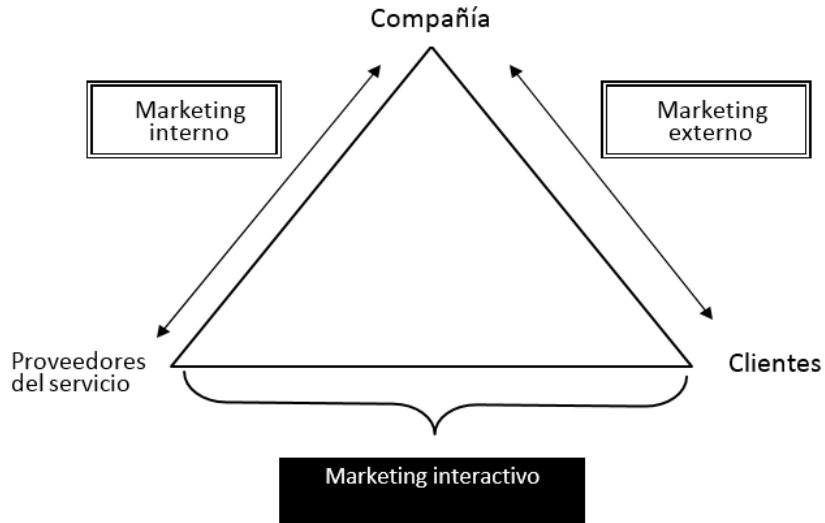 Compañía
Marketing
interno
Marketing
externo
Proveedores
del servicio
Clientes
Marketing interactivo